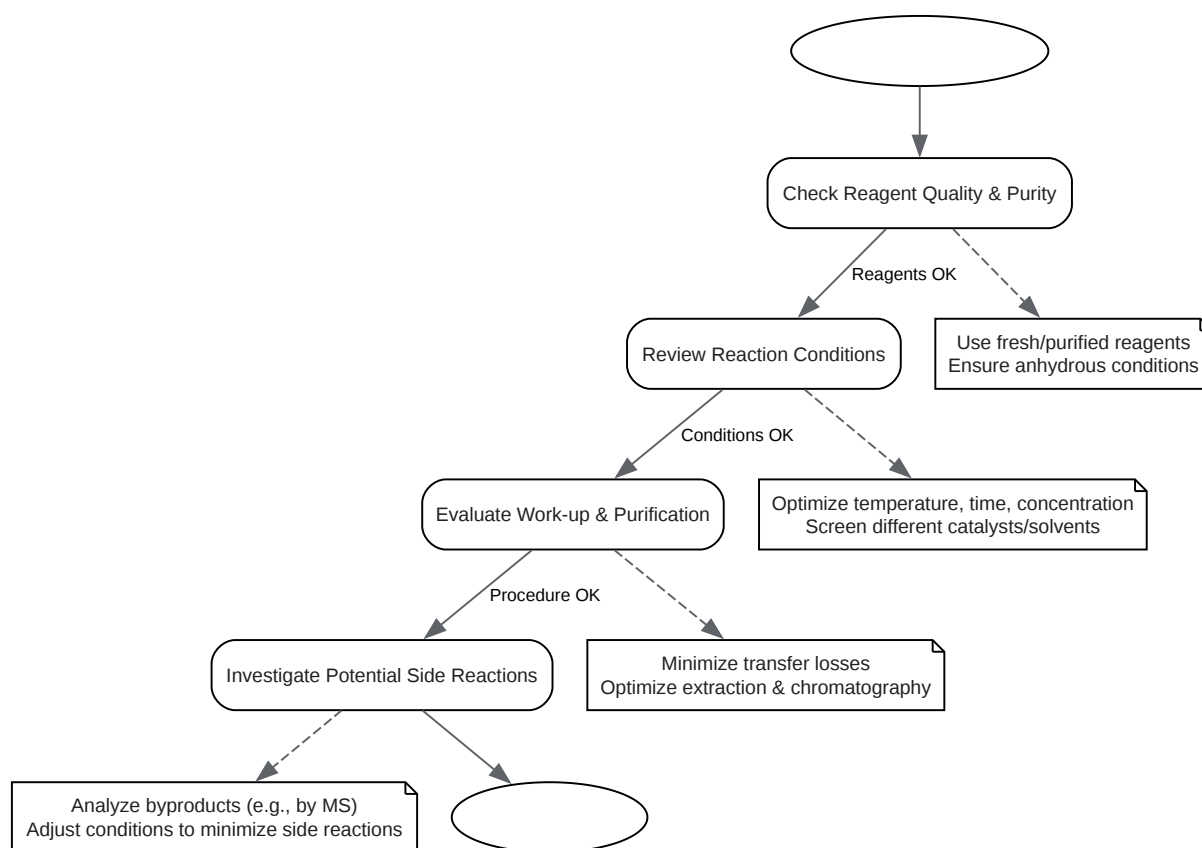 Check Reagent Quality & Purity
Reagents OK
Review Reaction Conditions
Use fresh/purified reagents
Ensure anhydrous conditions
Conditions OK
Evaluate Work-up & Purification
Optimize temperature, time, concentration
Screen different catalysts/solvents
Procedure OK
Investigate Potential Side Reactions
Minimize transfer losses
Optimize extraction & chromatography
Analyze byproducts (e.g., by MS)
Adjust conditions to minimize side reactions